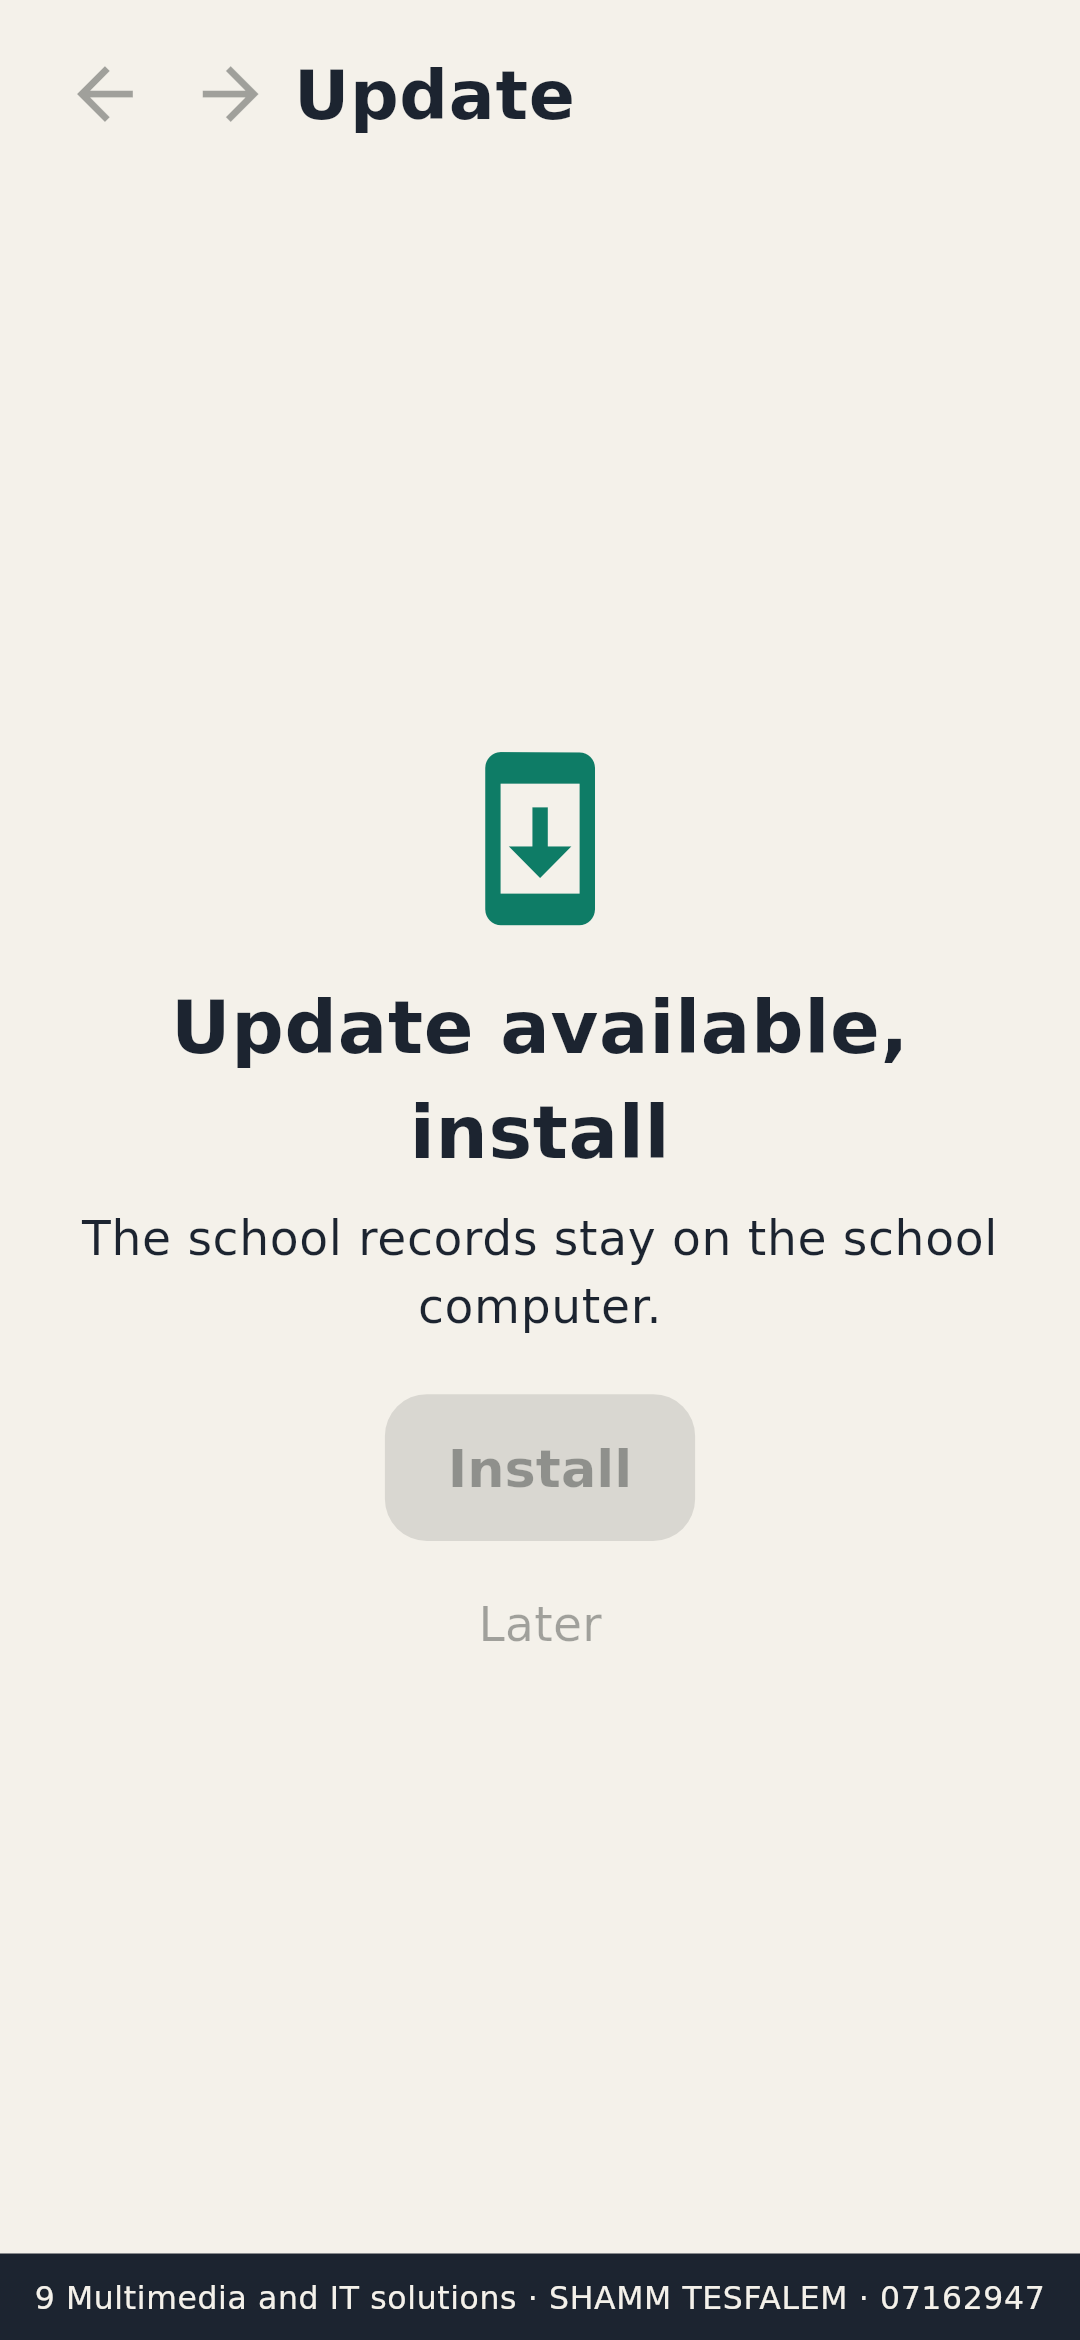 Update
Update available,
install
The school records stay on the school
computer.
Install
Later
9 Multimedia and IT solutions · SHAMM TESFALEM · 07162947